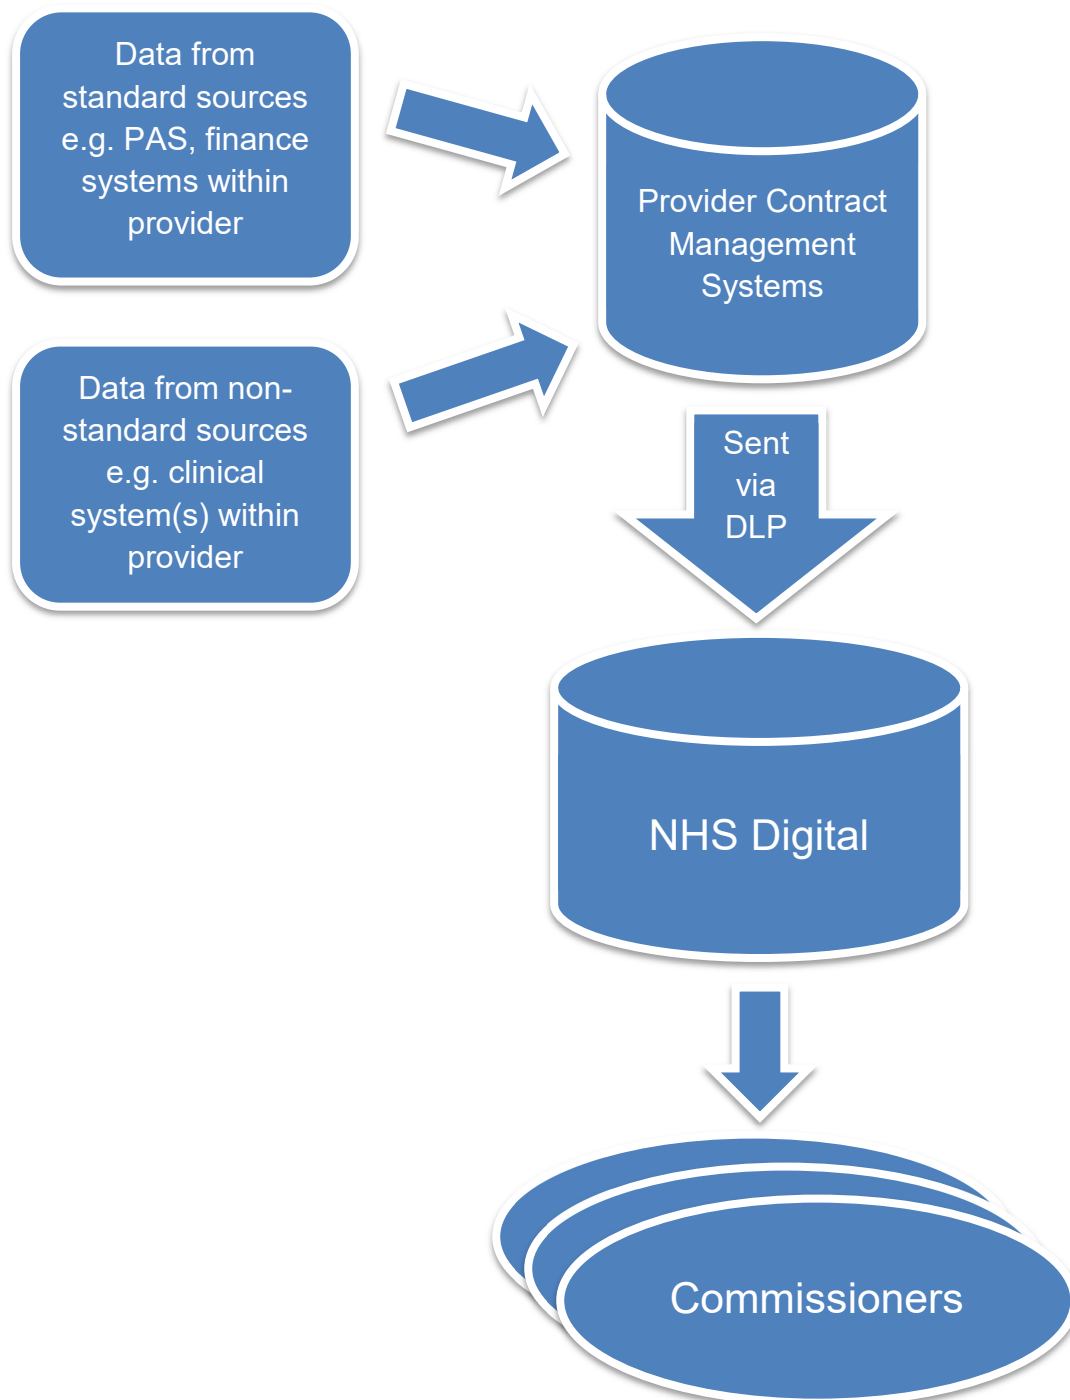 Data from
standard sources
e.g. PAS, finance
systems within
provider
Provider Contract
Management
Systems
Data from non-
standard sources
e.g. clinical
system(s) within
provider
Sent
via
DLP
NHS Digital
Commissioners